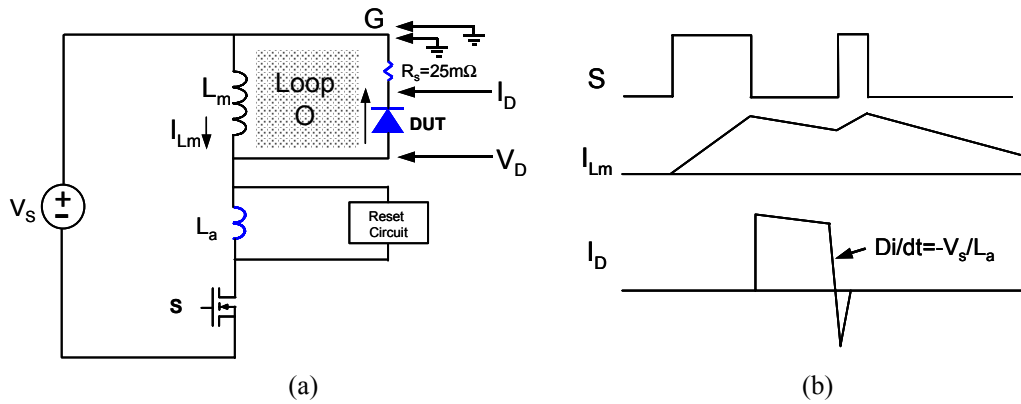 G
R_s=25mΩ
Loop
O
L_m
I_D
I_Lm
DUT
V_D
V_S
+
-
L_a
Reset
Circuit
S
(a)
S
I_Lm
I_D
Di/dt=-V_s/L_a
(b)